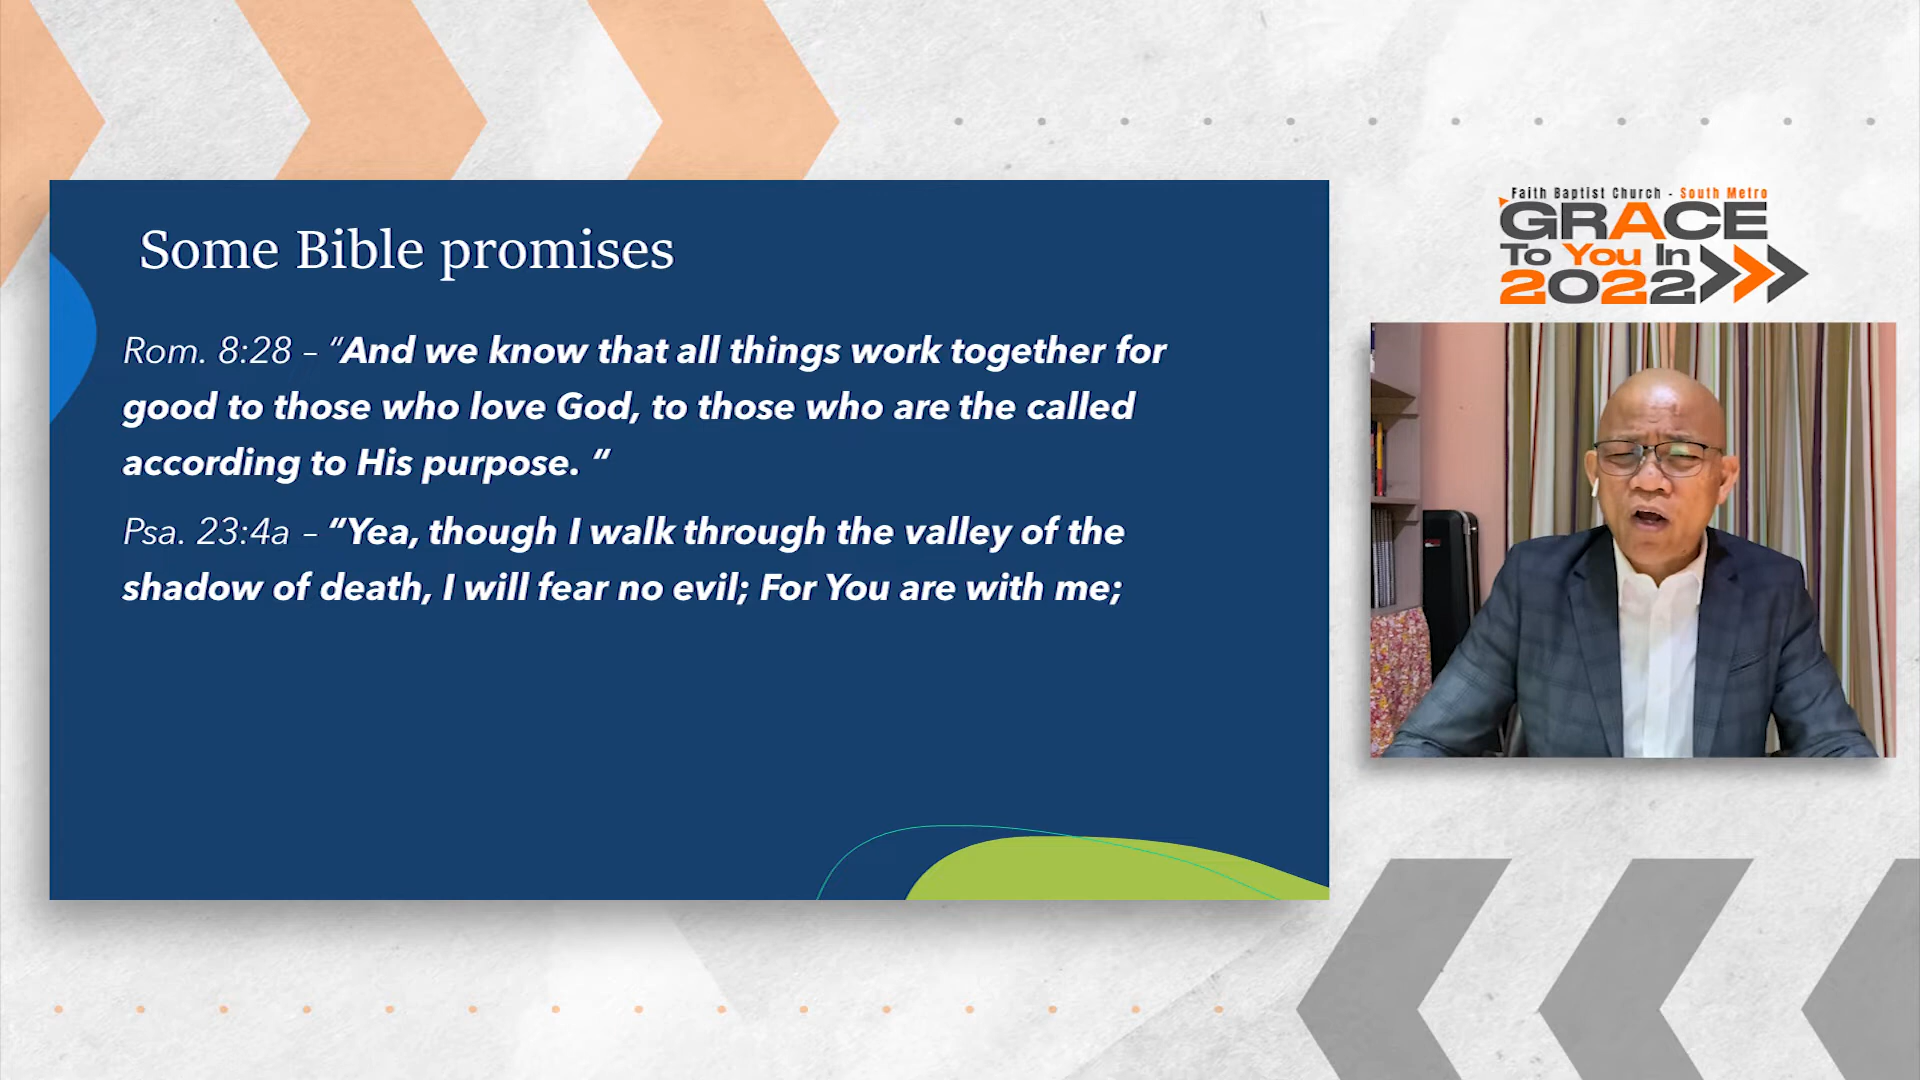 Some Bible promises
Rom. 8:28 – “And we know that all things work together for
good to those who love God, to those who are the called
according to His purpose. “
Psa. 23:4a – “Yea, though I walk through the valley of the
shadow of death, I will fear no evil; For You are with me;
Faith Baptist Church - South Metro
GRACE
To You In
2022